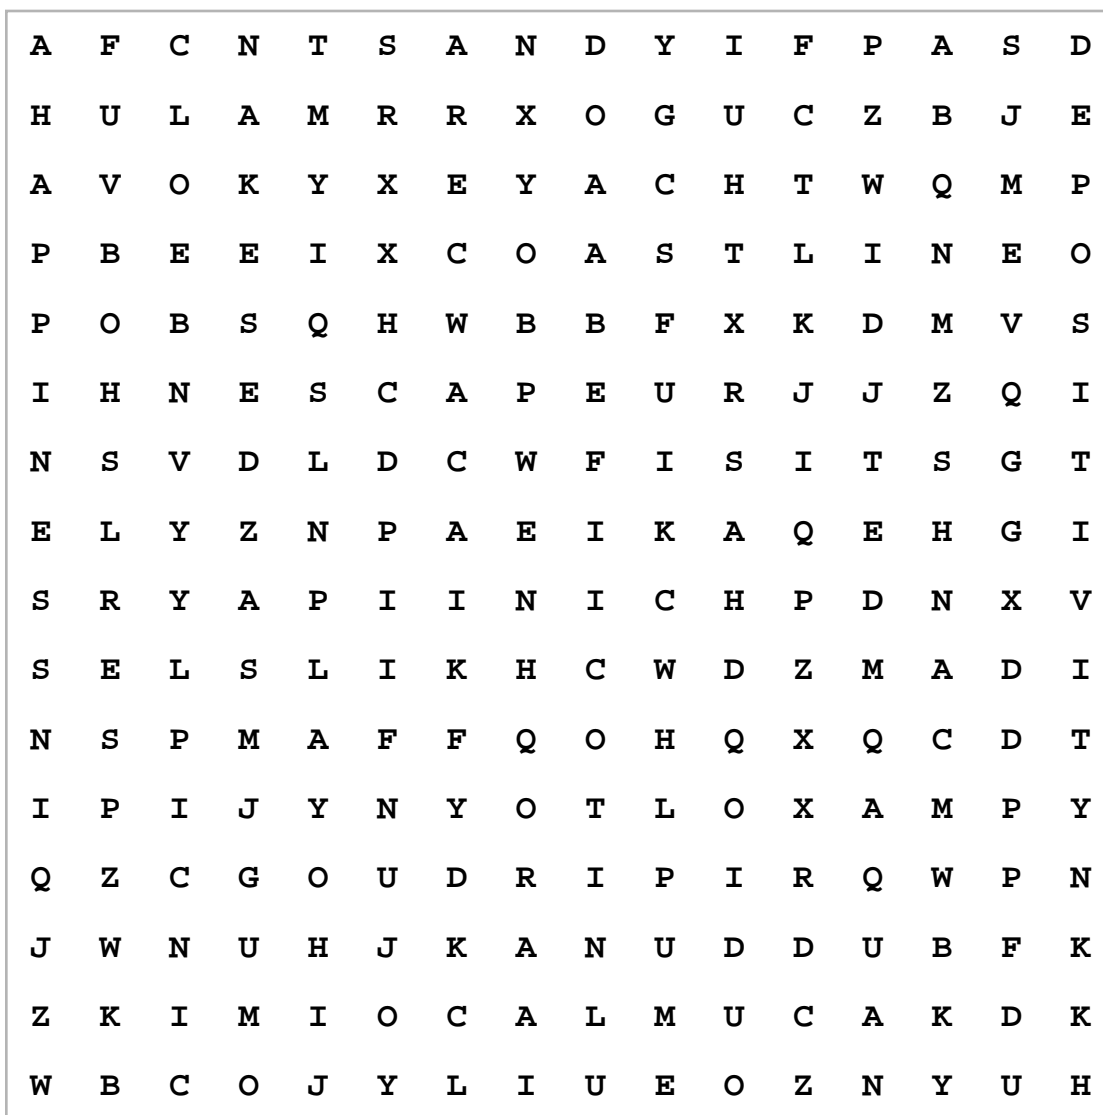 A F C N T S A N D Y I F P A S D
H U L A M R R X O G U C Z B J E
A V O K Y X E Y A C H T W Q M P
P B E E I X C O A S T L I N E O
P O B S Q H W B B F X K D M V S
I H N E S C A P E U R J J Z Q I
N S V D L D C W F I S I T S G T
E L Y Z N P A E I K A Q E H G I
S R Y A P I I N I C H P D N X V
S E L S L I K H C W D Z M A D I
N S P M A F F Q O H Q X Q C D T
I P I J Y N Y O T L O X A M P Y
Q Z C G O U D R I P I R Q W P N
J W N U H J K A N U D D U B F K
Z K I M I O C A L M U C A K D K
W B C O J Y L I U E O Z N Y U H